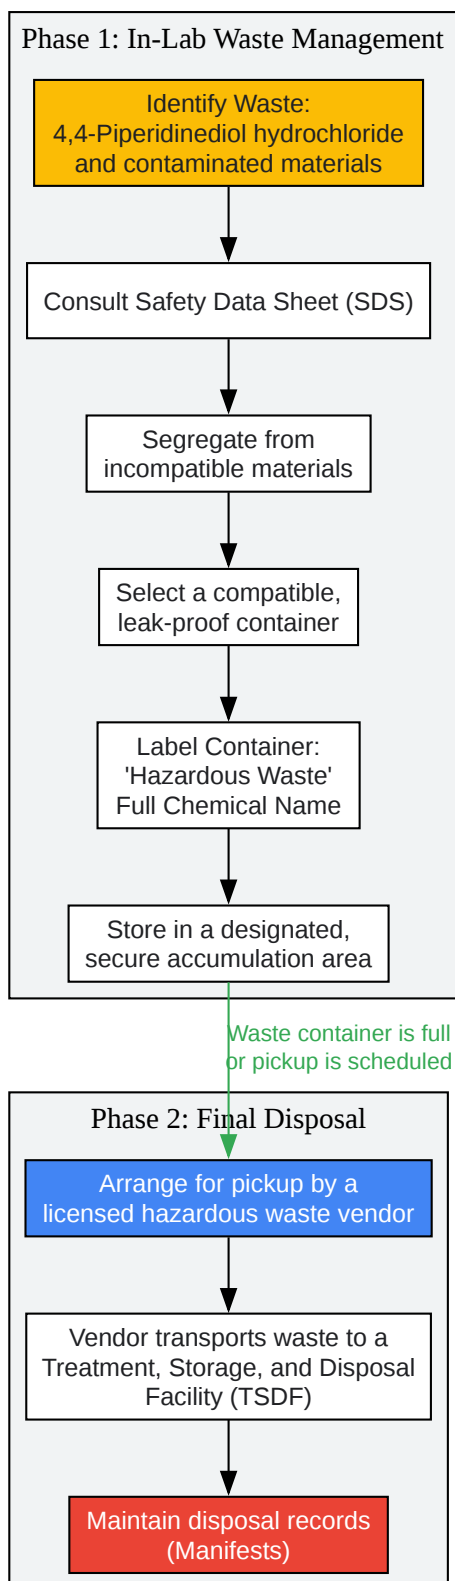 Phase 1: In-Lab Waste Management
Identify Waste:
4,4-Piperidinediol hydrochloride
and contaminated materials
Consult Safety Data Sheet (SDS)
Segregate from
incompatible materials
Select a compatible,
leak-proof container
Label Container:
'Hazardous Waste'
Full Chemical Name
Store in a designated,
secure accumulation area
Waste container is full
or pickup is scheduled
Phase 2: Final Disposal
Arrange for pickup by a
licensed hazardous waste vendor
Vendor transports waste to a
Treatment, Storage, and Disposal
Facility (TSDF)
Maintain disposal records
(Manifests)